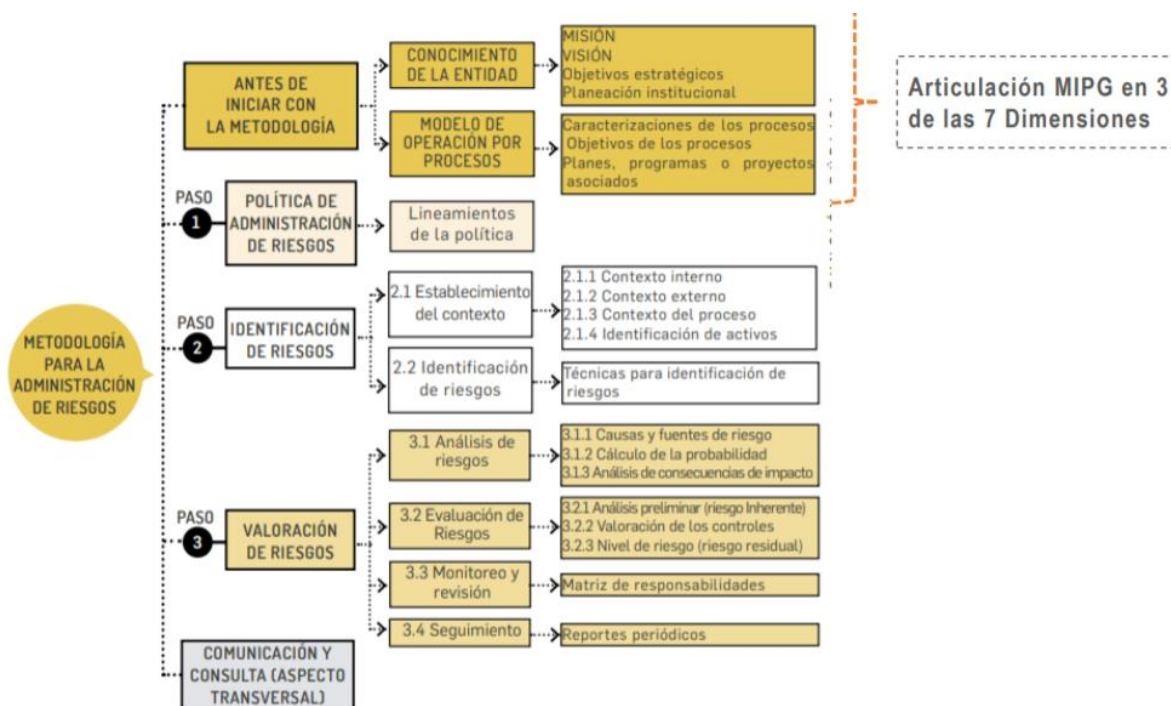 METODOLOGÍA
PARA LA
ADMINISTRACIÓN
DE RIESGOS
ANTES DE
INICIAR CON
LA METODOLOGÍA
CONOCIMIENTO
DE LA ENTIDAD
MISIÓN
VISIÓN
Objetivos estratégicos
Planeación institucional
MODELO DE
OPERACIÓN POR
PROCESOS
Caracterizaciones de los procesos
Objetivos de los procesos
Planes, programas o proyectos
asociados
Articulación MIPG en 3
de las 7 Dimensiones
PASO
1
POLÍTICA DE
ADMINISTRACIÓN
DE RIESGOS
Lineamientos
de la política
PASO
2
IDENTIFICACIÓN
DE RIESGOS
2.1 Establecimiento
del contexto
2.1.1 Contexto interno
2.1.2 Contexto externo
2.1.3 Contexto del proceso
2.1.4 Identificación de activos
2.2 Identificación
de riesgos
Técnicas para identificación de
riesgos
PASO
3
VALORACIÓN
DE RIESGOS
3.1 Análisis de
riesgos
3.1.1 Causas y fuentes de riesgo
3.1.2 Cálculo de la probabilidad
3.1.3 Análisis de consecuencias de impacto
3.2 Evaluación de
Riesgos
3.2.1 Análisis preliminar (riesgo Inherente)
3.2.2 Valoración de los controles
3.2.3 Nivel de riesgo (riesgo residual)
3.3 Monitoreo y
revisión
Matriz de responsabilidades
3.4 Seguimiento
Reportes periódicos
COMUNICACIÓN Y
CONSULTA (ASPECTO
TRANSVERSAL)